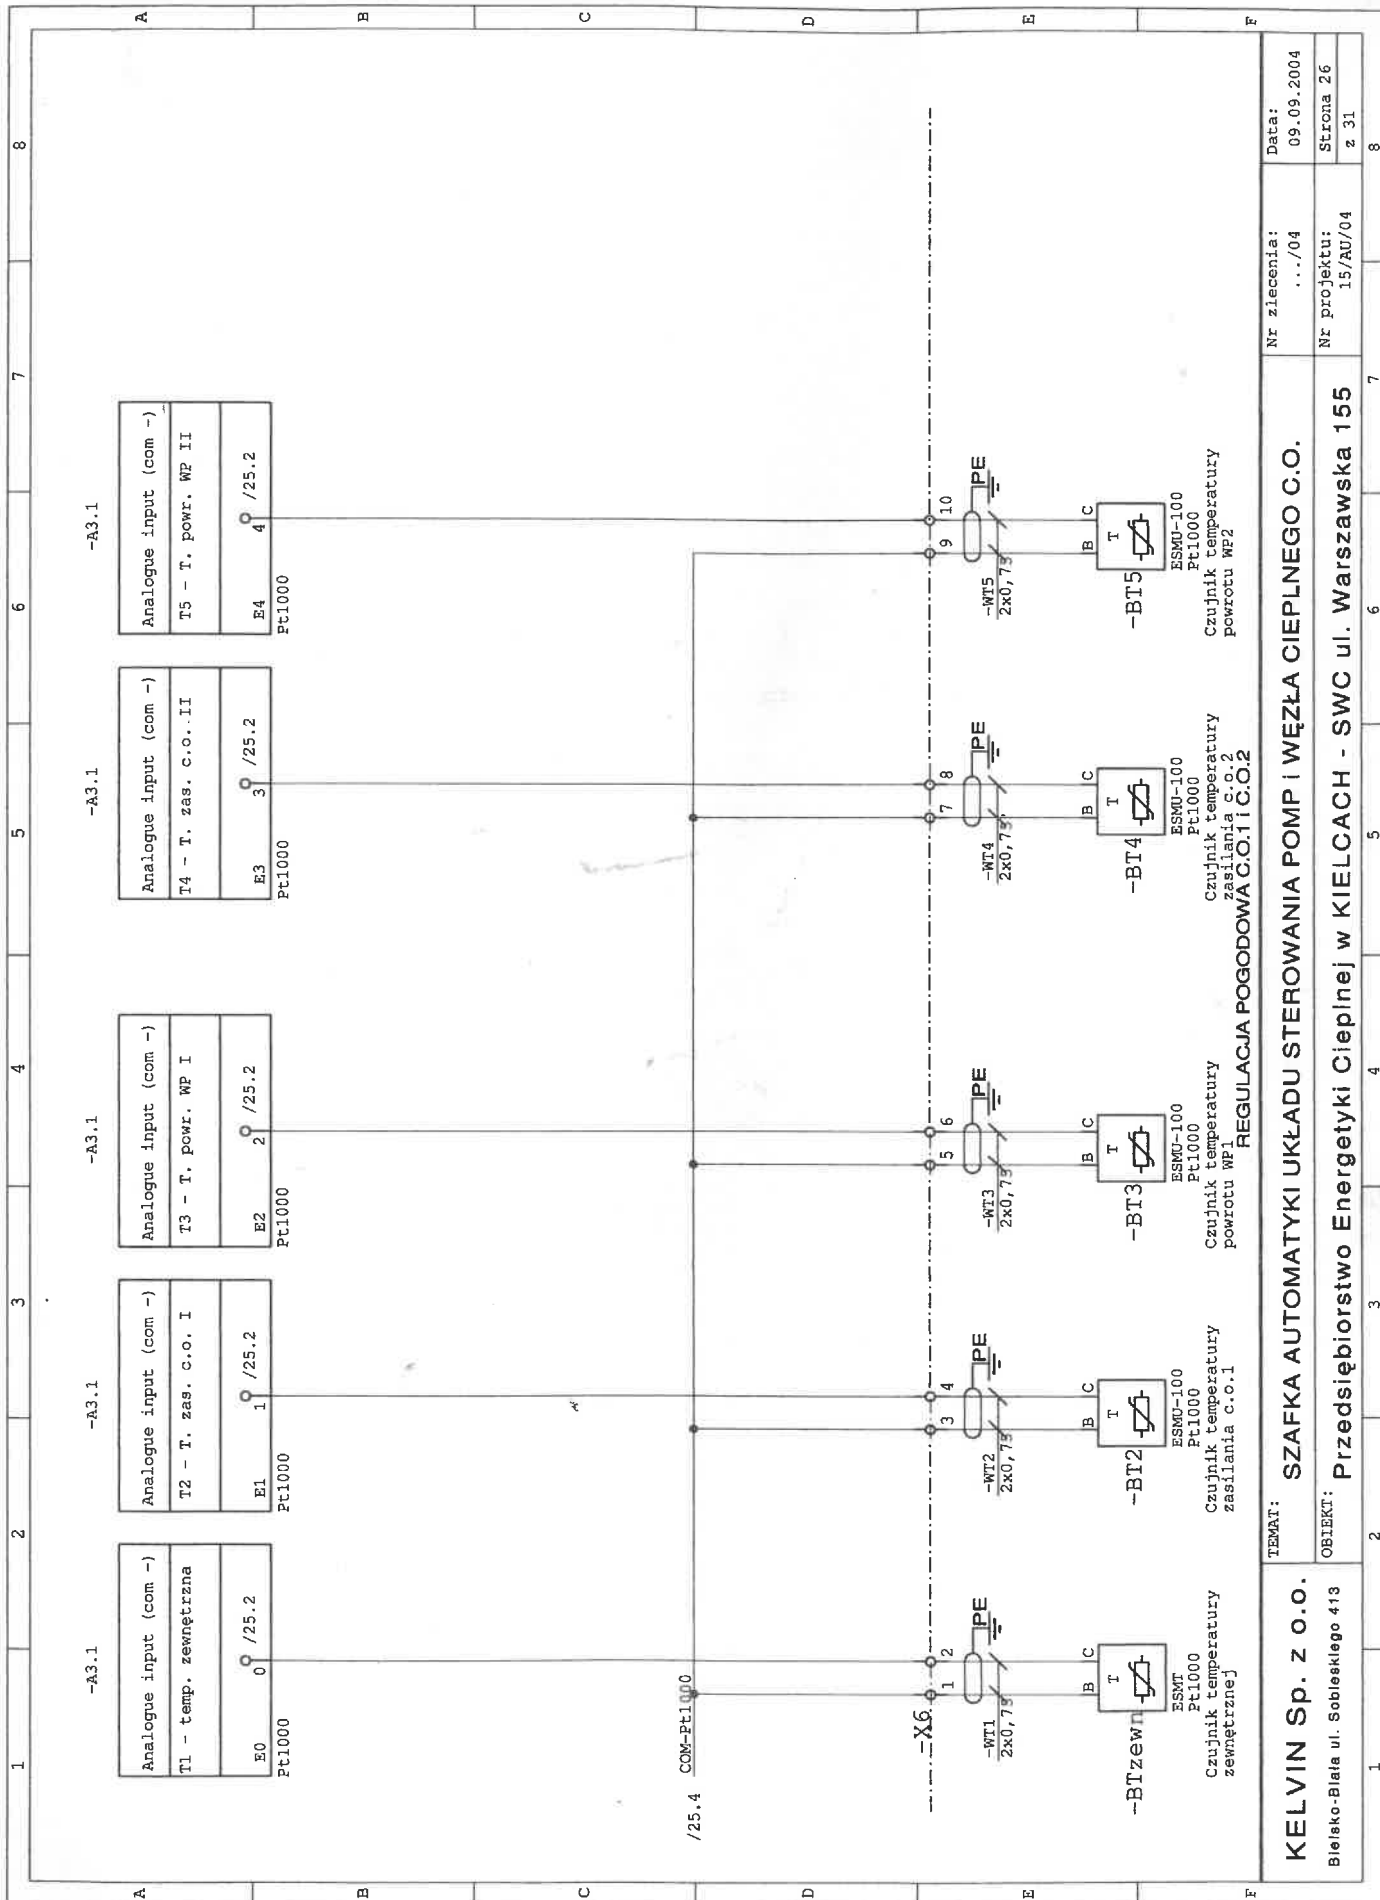 1 2 3 4 5 6 7 8
A
B
C
D
E
F
A
B
C
D
E
F
-A3.1
Analogue input (com -)
T1 - temp. zewnętrzna
E0 0 /25.2
Pt1000
-A3.1
Analogue input (com -)
T2 - T. zas. c.o. I
E1 1 /25.2
Pt1000
-A3.1
Analogue input (com -)
T3 - T. powr. WP I
E2 2 /25.2
Pt1000
-A3.1
Analogue input (com -)
T4 - T. zas. c.o. II
E3 3 /25.2
Pt1000
-A3.1
Analogue input (com -)
T5 - T. powr. WP II
E4 4 /25.2
Pt1000
/25.4 COM-Pt1000
-X6
1 2
PE
-WT1
2x0,75
B C
T
-BTzewn
ESMT
Pt1000
Czujnik temperatury
zewnętrznej
3 4
PE
-WT2
2x0,75
B C
T
-BT2
ESMU-100
Pt1000
Czujnik temperatury
zasilania c.o.1
5 6
PE
-WT3
2x0,75
B C
T
-BT3
ESMU-100
Pt1000
Czujnik temperatury
powrotu WP1
7 8
PE
-WT4
2x0,75
B C
T
-BT4
ESMU-100
Pt1000
Czujnik temperatury
zasilania c.o.2
9 10
PE
-WT5
2x0,75
B C
T
-BT5
ESMU-100
Pt1000
Czujnik temperatury
powrotu WP2
REGULACJA POGODOWA C.O.1 i C.O.2
KELVIN Sp. z o.o.
Bielsko-Biała ul. Sobieskiego 413
TEMAT:
SZAFKA AUTOMATYKI UKŁADU STEROWANIA POMP I WĘZŁA CIEPLNEGO C.O.
OBIEKT:
Przedsiębiorstwo Energetyki Cieplnej w KIELCACH - SWC ul. Warszawska 155
Nr zlecenia:
.../04
Nr projektu:
15/AU/04
Data:
09.09.2004
Strona 26
z 31
1 2 3 4 5 6 7 8